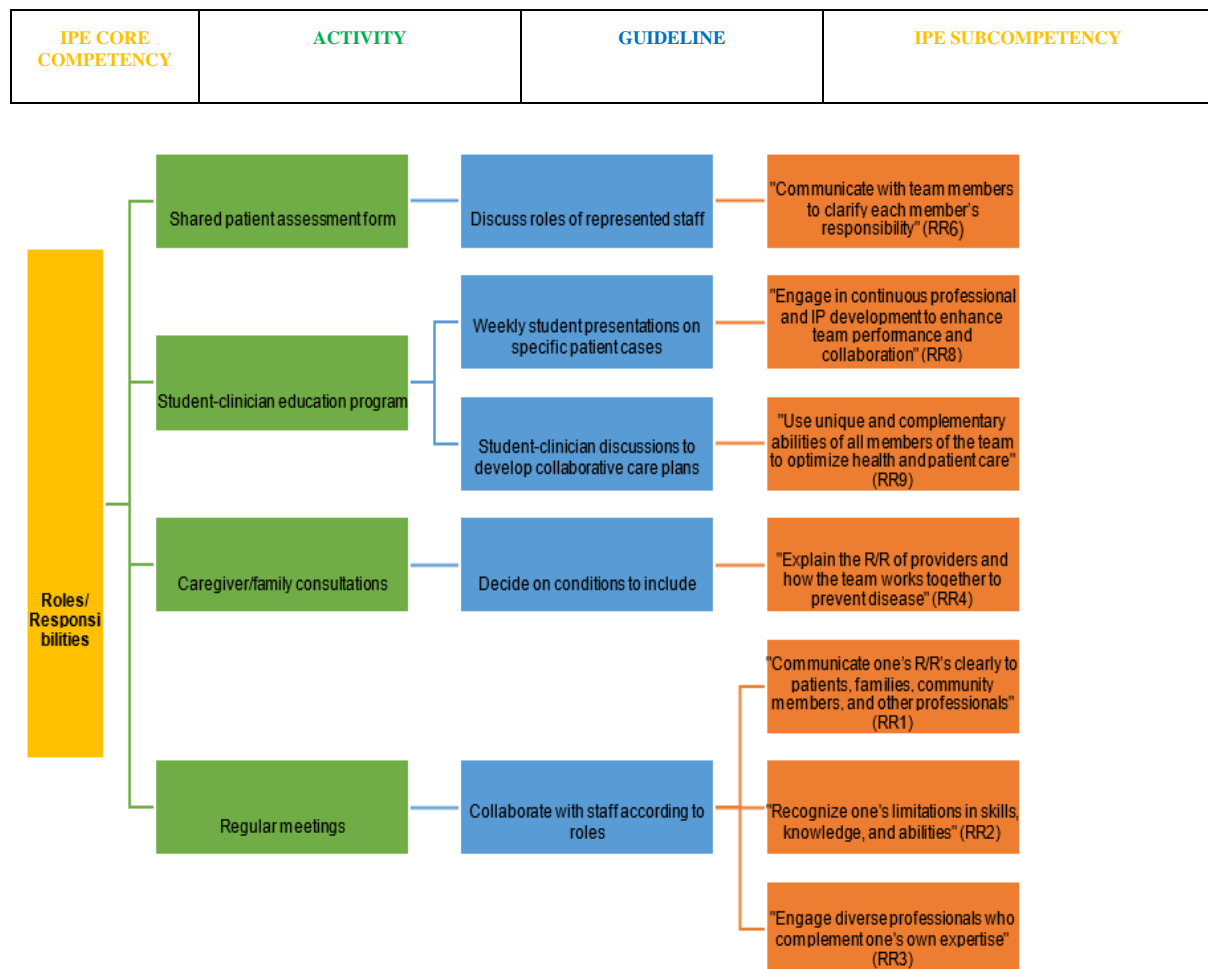 IPE CORE
COMPETENCY
ACTIVITY
GUIDELINE
IPE SUBCOMPETENCY
Roles/
Responsi
bilities
Shared patient assessment form
Discuss roles of represented staff
"Communicate with team members
to clarify each member's
responsibility" (RR6)
Student-clinician education program
Weekly student presentations on
specific patient cases
"Engage in continuous professional
and IP development to enhance
team performance and
collaboration" (RR8)
Student-clinician discussions to
develop collaborative care plans
"Use unique and complementary
abilities of all members of the team
to optimize health and patient care"
(RR9)
Caregiver/family consultations
Decide on conditions to include
"Explain the R/R of providers and
how the team works together to
prevent disease" (RR4)
Regular meetings
Collaborate with staff according to
roles
"Communicate one's R/R's clearly to
patients, families, community
members, and other professionals"
(RR1)
"Recognize one's limitations in skills,
knowledge, and abilities" (RR2)
"Engage diverse professionals who
complement one's own expertise"
(RR3)